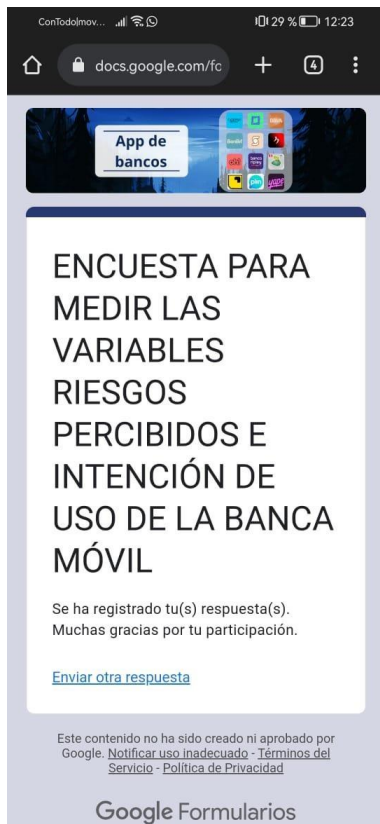 ConTodo|mov...
29 %
12:23
docs.google.com/fo
4
App de
bancos
yape
ENCUESTA PARA
MEDIR LAS
VARIABLES
RIESGOS
PERCIBIDOS E
INTENCIÓN DE
USO DE LA BANCA
MÓVIL
Se ha registrado tu(s) respuesta(s).
Muchas gracias por tu participación.
Enviar otra respuesta
Este contenido no ha sido creado ni aprobado por
Google. Notificar uso inadecuado - Términos del
Servicio - Política de Privacidad
Google Formularios